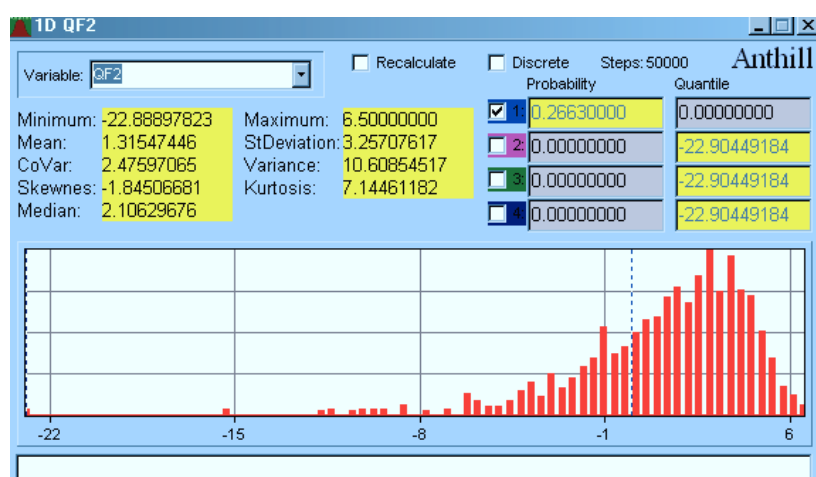 1D QF2
Variable: QF2
Recalculate
Discrete Steps: 50000 Anthill
Probability Quantile
Minimum: -22.88897823 Maximum: 6.50000000
Mean: 1.31547446 StDeviation: 3.25707617
CoVar: 2.47597065 Variance: 10.60854517
Skewnes: -1.84506681 Kurtosis: 7.14461182
Median: 2.10629676
1: 0.26630000 0.00000000
2: 0.00000000 -22.90449184
3: 0.00000000 -22.90449184
4: 0.00000000 -22.90449184
-22 -15 -8 -1 6